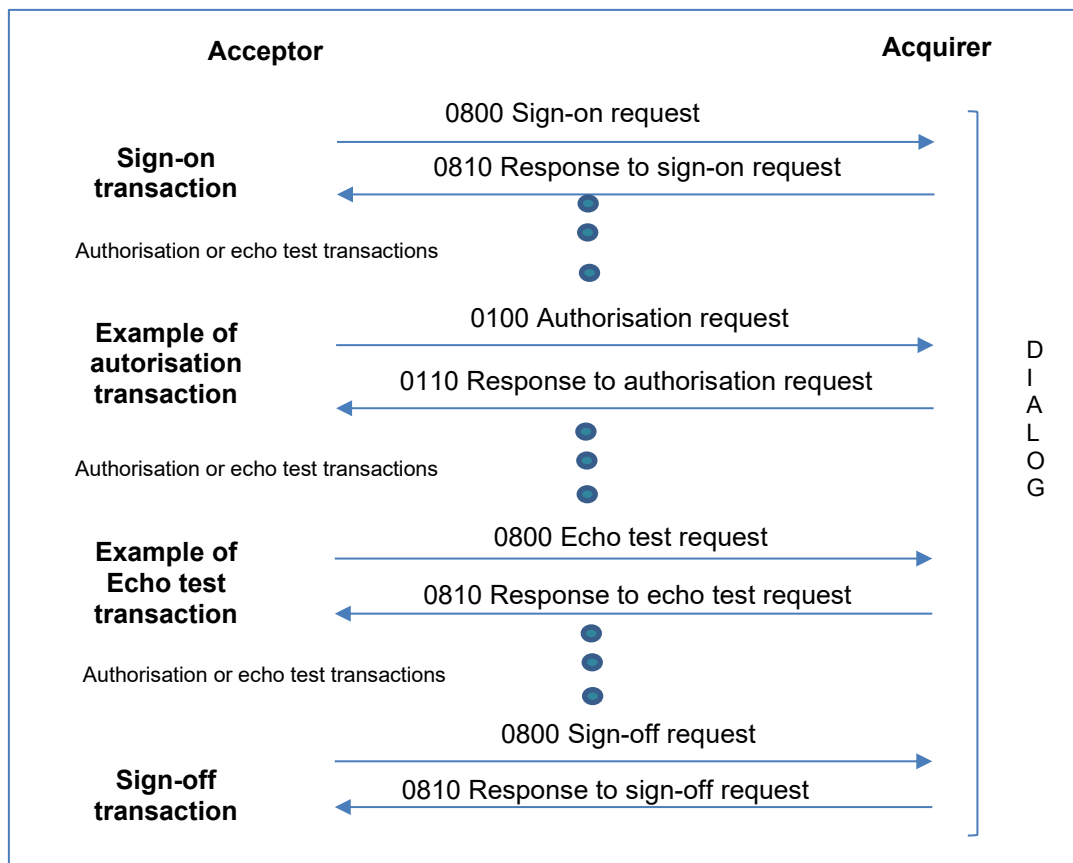 Acceptor
Acquirer
0800 Sign-on request
Sign-on
transaction
0810 Response to sign-on request
Authorisation or echo test transactions
0100 Authorisation request
Example of
autorisation
transaction
0110 Response to authorisation request
D
I
A
L
O
G
Authorisation or echo test transactions
0800 Echo test request
Example of
Echo test
transaction
0810 Response to echo test request
Authorisation or echo test transactions
0800 Sign-off request
Sign-off
transaction
0810 Response to sign-off request